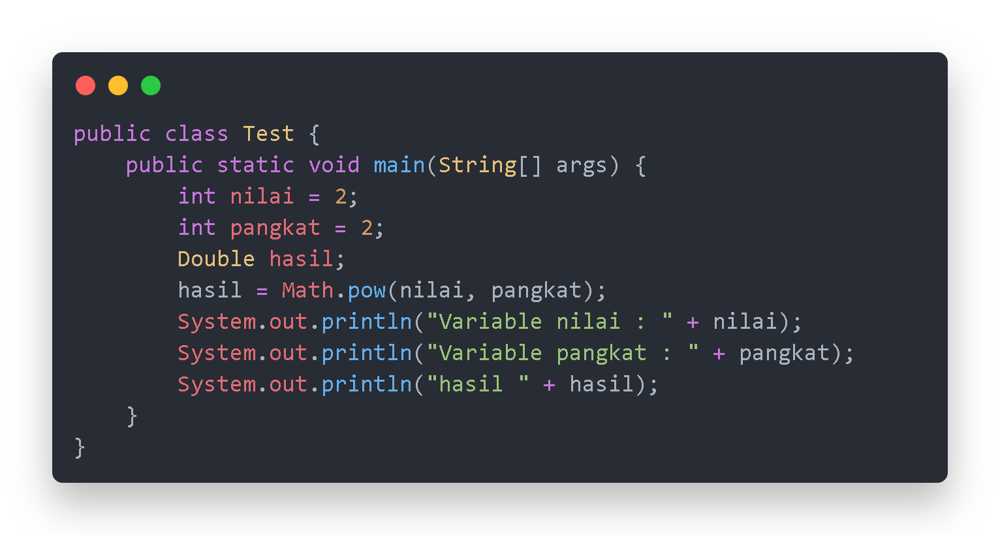 public class Test {
    public static void main(String[] args) {
        int nilai = 2;
        int pangkat = 2;
        Double hasil;
        hasil = Math.pow(nilai, pangkat);
        System.out.println("Variable nilai : " + nilai);
        System.out.println("Variable pangkat : " + pangkat);
        System.out.println("hasil " + hasil);
    }
}